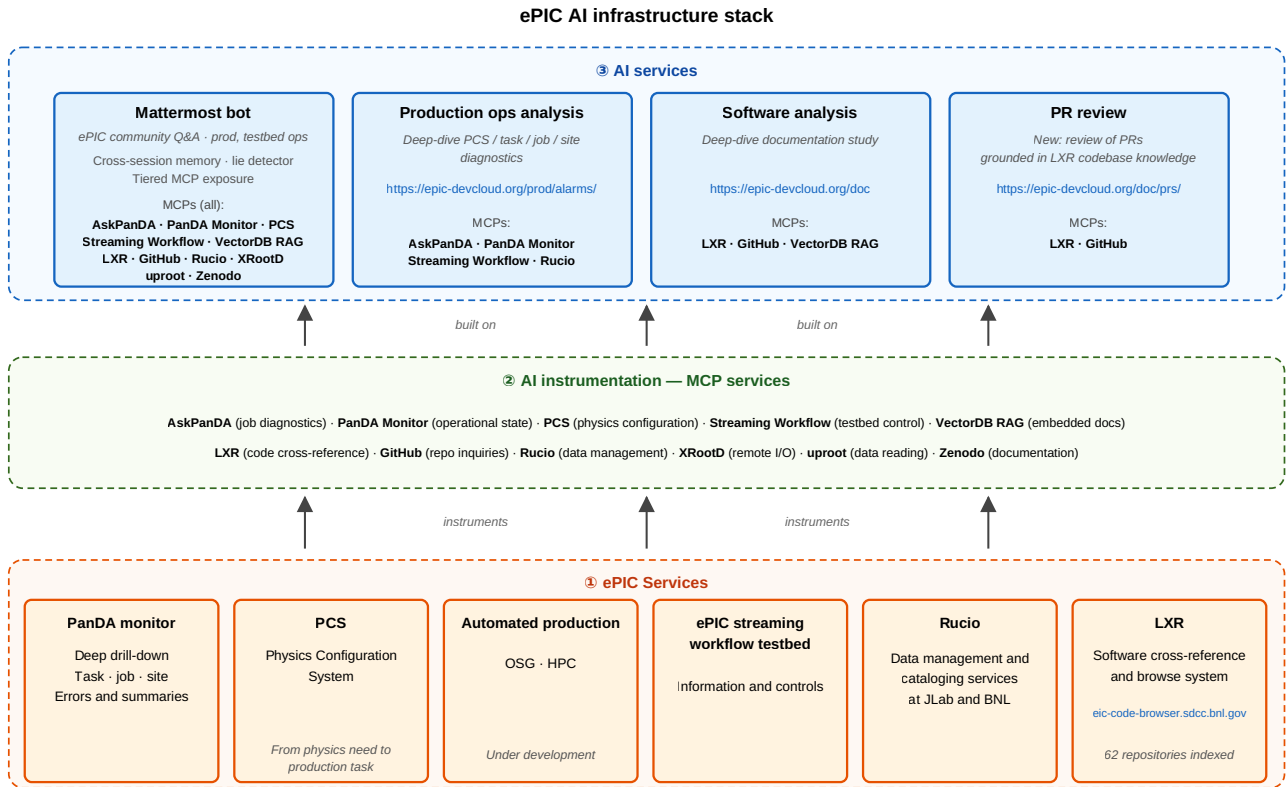 ePIC AI infrastructure stack
③ AI services
Mattermost bot
ePIC community Q&A · prod, testbed ops
Cross-session memory · lie detector
Tiered MCP exposure
MCPs (all):
AskPanDA · PanDA Monitor · PCS
Streaming Workflow · VectorDB RAG
LXR · GitHub · Rucio · XRootD
uproot · Zenodo
Production ops analysis
Deep-dive PCS / task / job / site
diagnostics
https://epic-devcloud.org/prod/alarms/
MCPs:
AskPanDA · PanDA Monitor
Streaming Workflow · Rucio
Software analysis
Deep-dive documentation study
https://epic-devcloud.org/doc
MCPs:
LXR · GitHub · VectorDB RAG
PR review
New: review of PRs
grounded in LXR codebase knowledge
https://epic-devcloud.org/doc/prs/
MCPs:
LXR · GitHub
built on
built on
② AI instrumentation — MCP services
AskPanDA (job diagnostics) · PanDA Monitor (operational state) · PCS (physics configuration) · Streaming Workflow (testbed control) · VectorDB RAG (embedded docs)
LXR (code cross-reference) · GitHub (repo inquiries) · Rucio (data management) · XRootD (remote I/O) · uproot (data reading) · Zenodo (documentation)
instruments
instruments
① ePIC Services
PanDA monitor
Deep drill-down
Task · job · site
Errors and summaries
PCS
Physics Configuration
System
From physics need to
production task
Automated production
OSG · HPC
Under development
ePIC streaming
workflow testbed
Information and controls
Rucio
Data management and
cataloging services
at JLab and BNL
LXR
Software cross-reference
and browse system
eic-code-browser.sdcc.bnl.gov
62 repositories indexed